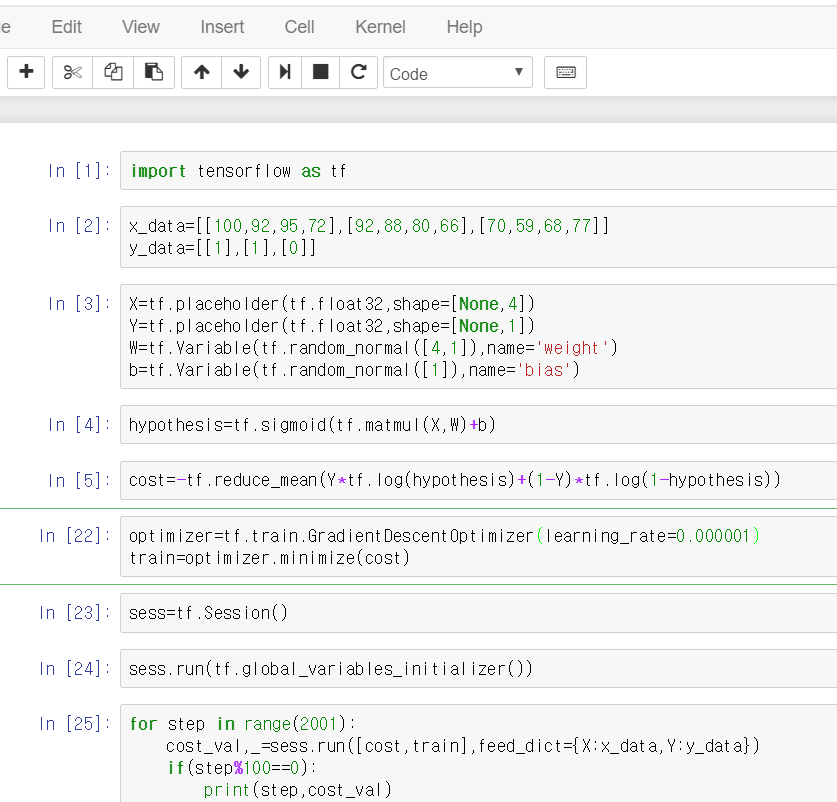 le Edit View Insert Cell Kernel Help
Code
In [1]: import tensorflow as tf
In [2]: x_data=[[100,92,95,72],[92,88,80,66],[70,59,68,77]]
y_data=[[1],[1],[0]]
In [3]: X=tf.placeholder(tf.float32,shape=[None,4])
Y=tf.placeholder(tf.float32,shape=[None,1])
W=tf.Variable(tf.random_normal([4,1]),name='weight')
b=tf.Variable(tf.random_normal([1]),name='bias')
In [4]: hypothesis=tf.sigmoid(tf.matmul(X,W)+b)
In [5]: cost=-tf.reduce_mean(Y*tf.log(hypothesis)+(1-Y)*tf.log(1-hypothesis))
In [22]: optimizer=tf.train.GradientDescentOptimizer(learning_rate=0.000001)
train=optimizer.minimize(cost)
In [23]: sess=tf.Session()
In [24]: sess.run(tf.global_variables_initializer())
In [25]: for step in range(2001):
    cost_val,_=sess.run([cost,train],feed_dict={X:x_data,Y:y_data})
    if(step%100==0):
        print(step,cost_val)